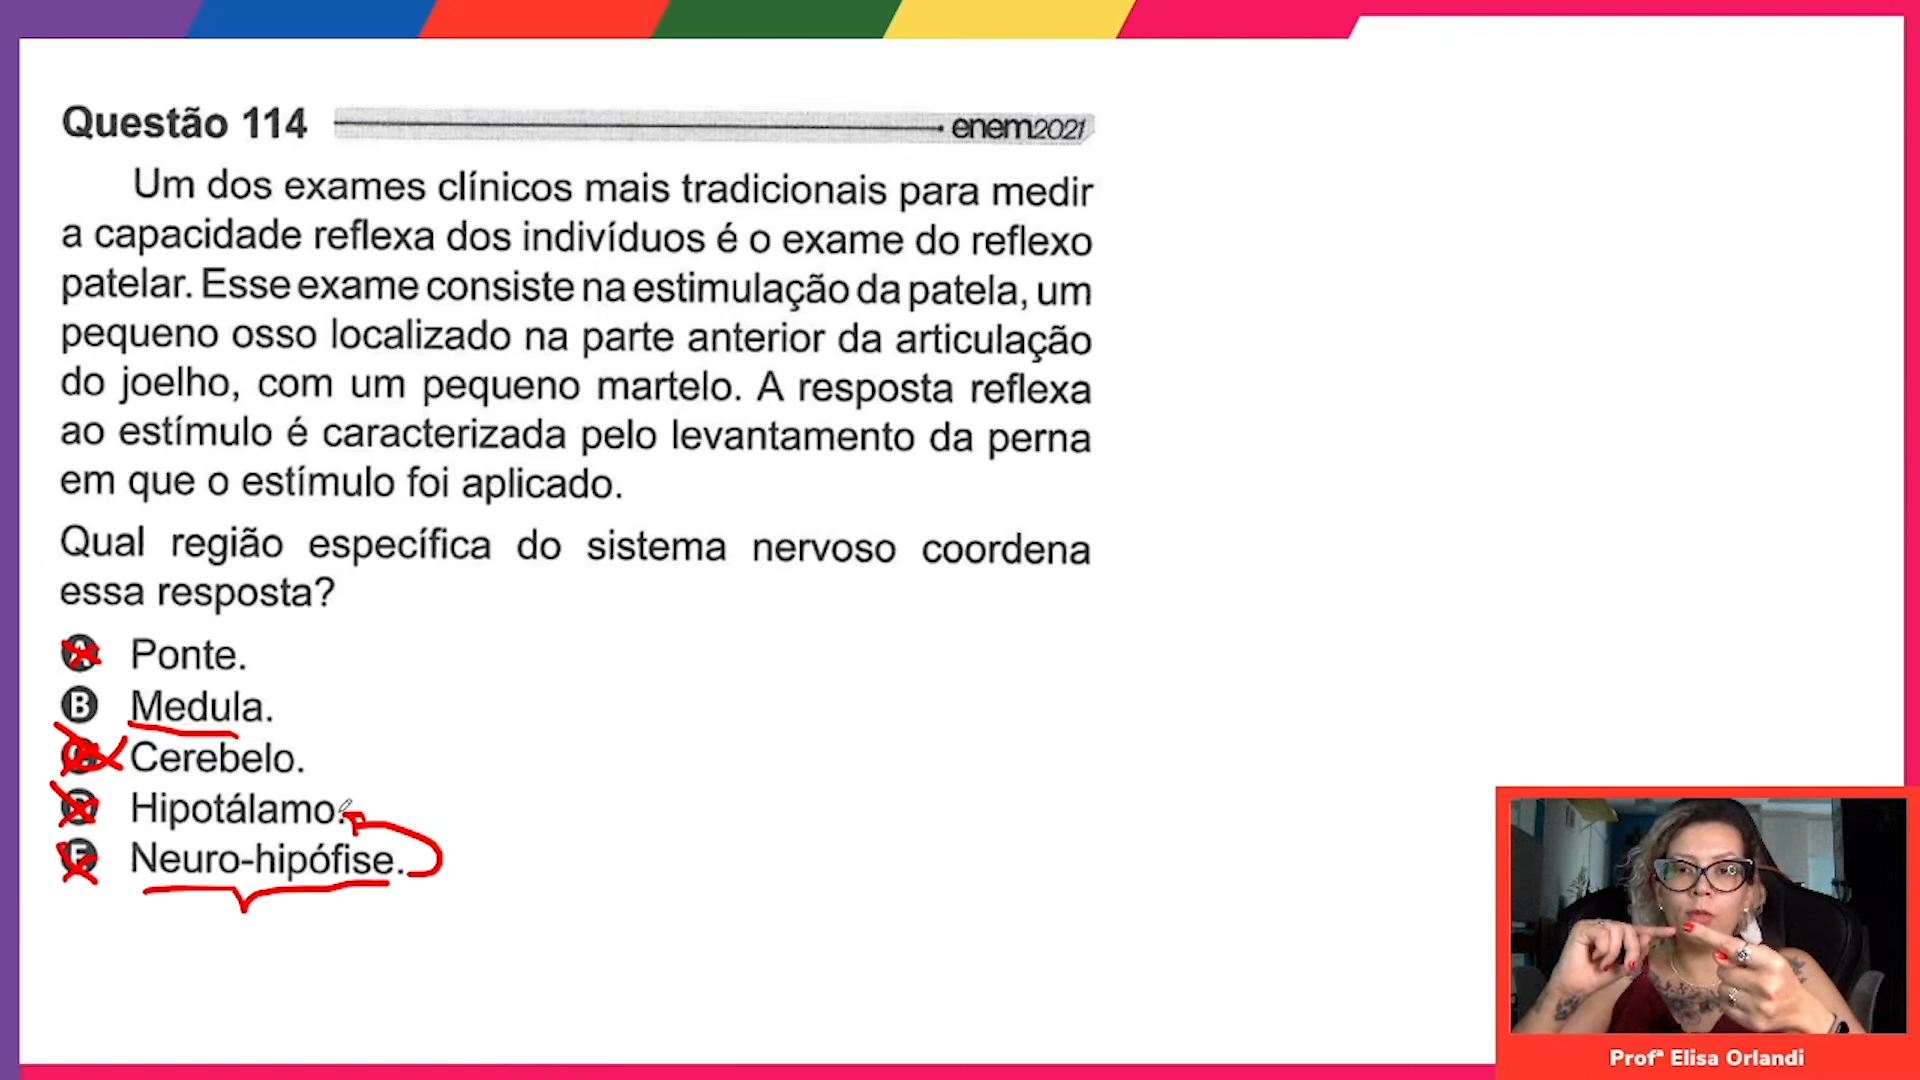 Questão 114 enem2021
Um dos exames clínicos mais tradicionais para medir
a capacidade reflexa dos indivíduos é o exame do reflexo
patelar. Esse exame consiste na estimulação da patela, um
pequeno osso localizado na parte anterior da articulação
do joelho, com um pequeno martelo. A resposta reflexa
ao estímulo é caracterizada pelo levantamento da perna
em que o estímulo foi aplicado.
Qual região específica do sistema nervoso coordena
essa resposta?
A Ponte.
B Medula.
C Cerebelo.
D Hipotálamo.
E Neuro-hipófise.
Profª Elisa Orlandi